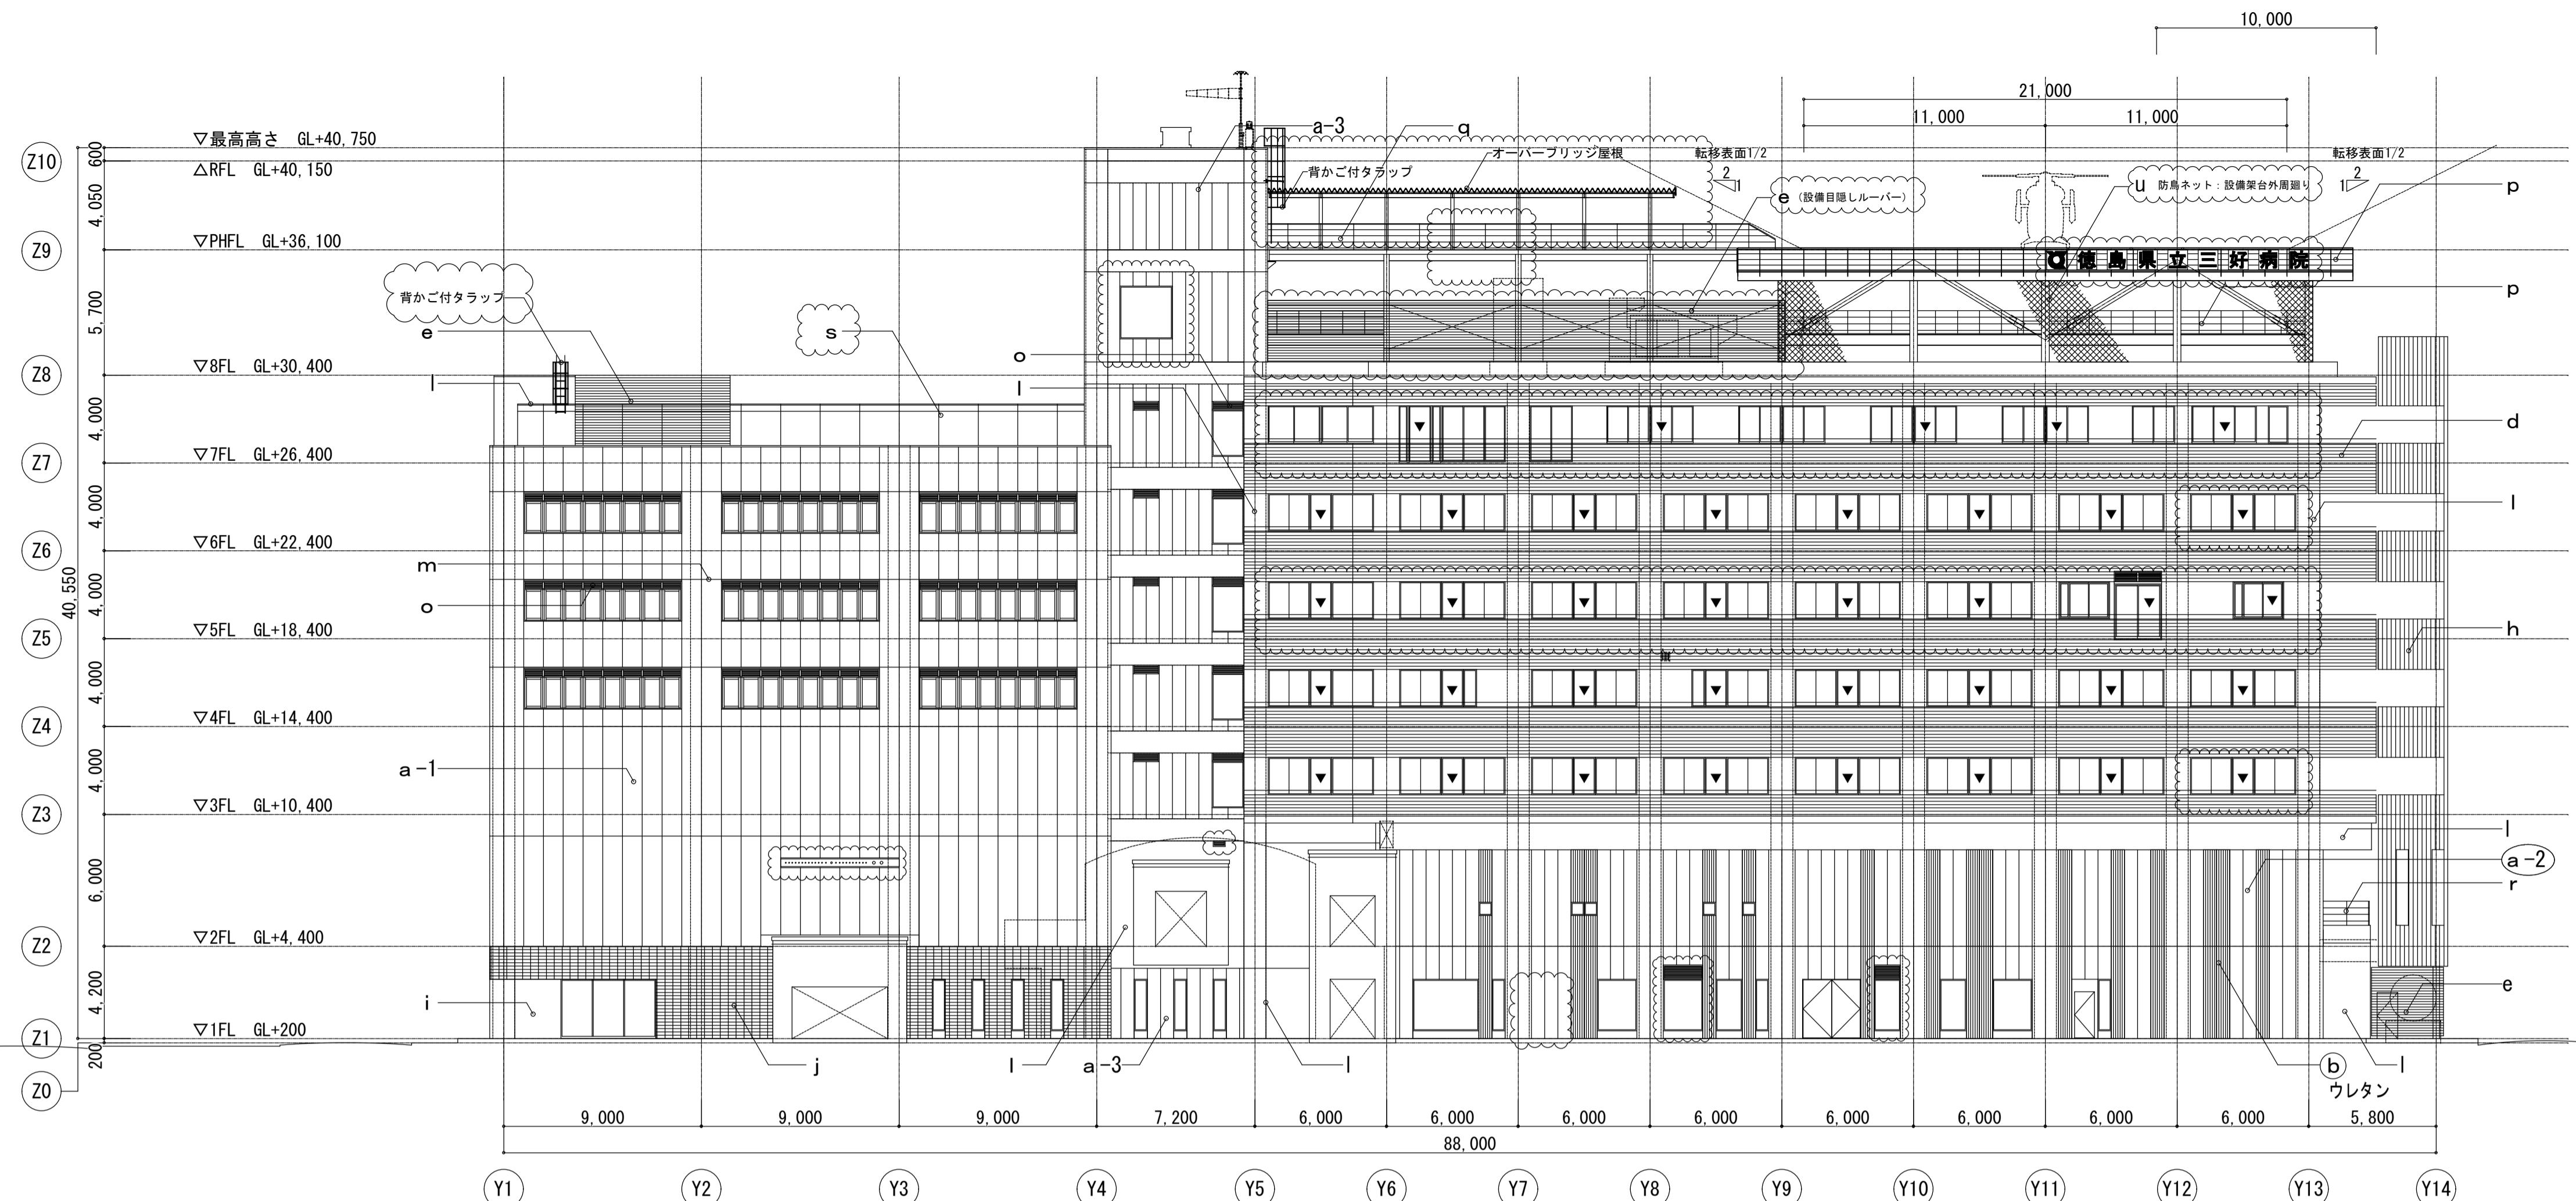 10,000
21,000
11,000
11,000
▽最高高さ GL+40,750
a-3
q
オーバーブリッジ屋根
転移表面1/2
転移表面1/2
Z10
600
△RFL GL+40,150
背かご付タラップ
2
1
e (設備目隠しルーバー)
u 防鳥ネット：設備架台外周廻り
2
1
p
4,050
Z9
▽PHFL GL+36,100
徳島県立三好病院
p
背かご付タラップ
5,700
e
s
o
l
Z8
▽8FL GL+30,400
l
4,000
d
Z7
▽7FL GL+26,400
4,000
l
Z6
▽6FL GL+22,400
m
40,550
4,000
o
Z5
▽5FL GL+18,400
h
4,000
Z4
▽4FL GL+14,400
a-1
4,000
Z3
▽3FL GL+10,400
l
a-2
r
6,000
Z2
▽2FL GL+4,400
i
4,200
e
Z1
▽1FL GL+200
200
j
l
a-3
l
b
l
ウレタン
Z0
9,000
9,000
9,000
7,200
6,000
6,000
6,000
6,000
6,000
6,000
6,000
6,000
5,800
88,000
Y1
Y2
Y3
Y4
Y5
Y6
Y7
Y8
Y9
Y10
Y11
Y12
Y13
Y14